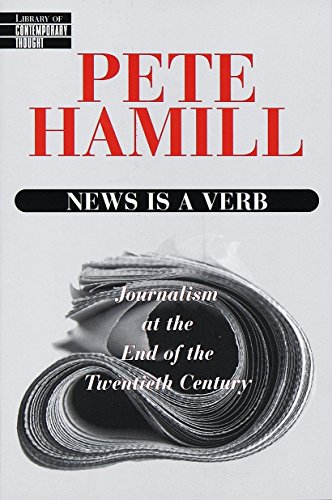 LIBRARY OF
CONTEMPORARY
THOUGHT
PETE
HAMILL
NEWS IS A VERB
Journalism
at the
End of the
Twentieth Century